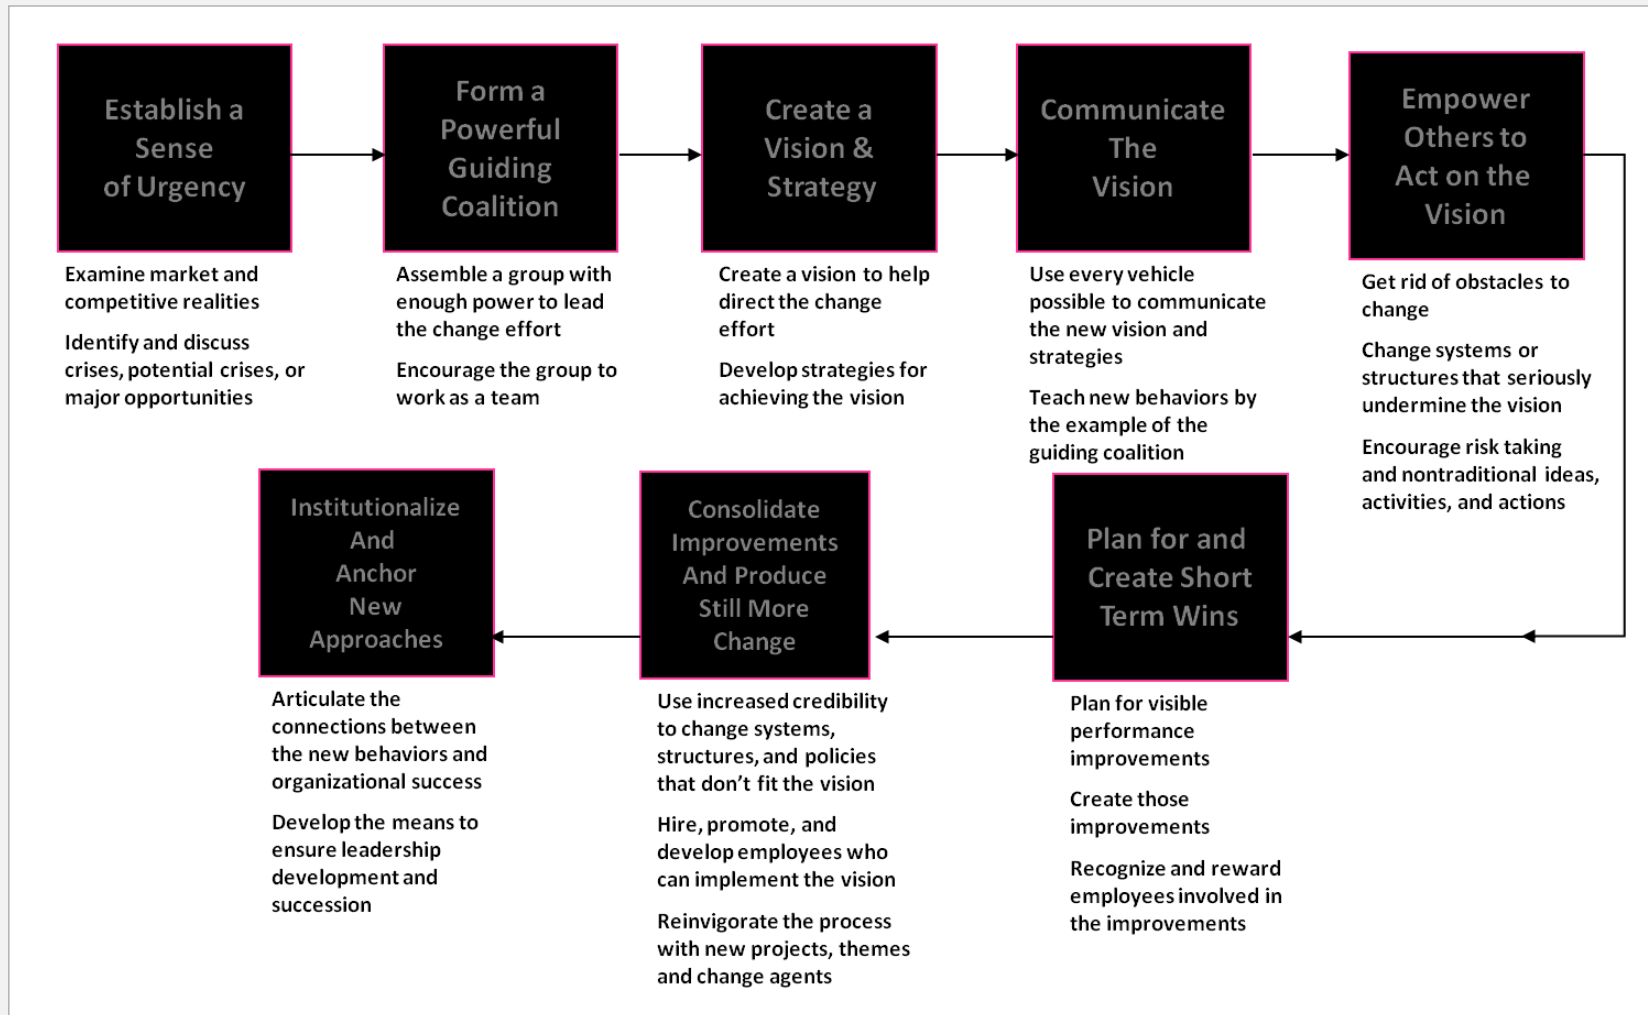 Establish a
Sense
of Urgency
Examine market and
competitive realities
Identify and discuss
crises, potential crises, or
major opportunities
Form a
Powerful
Guiding
Coalition
Assemble a group with
enough power to lead
the change effort
Encourage the group to
work as a team
Create a
Vision &
Strategy
Create a vision to help
direct the change
effort
Develop strategies for
achieving the vision
Communicate
The
Vision
Use every vehicle
possible to communicate
the new vision and
strategies
Teach new behaviors by
the example of the
guiding coalition
Empower
Others to
Act on the
Vision
Get rid of obstacles to
change
Change systems or
structures that seriously
undermine the vision
Encourage risk taking
and nontraditional ideas,
activities, and actions
Plan for and
Create Short
Term Wins
Plan for visible
performance
improvements
Create those
improvements
Recognize and reward
employees involved in
the improvements
Consolidate
Improvements
And Produce
Still More
Change
Use increased credibility
to change systems,
structures, and policies
that don’t fit the vision
Hire, promote, and
develop employees who
can implement the vision
Reinvigorate the process
with new projects, themes
and change agents
Institutionalize
And
Anchor
New
Approaches
Articulate the
connections between
the new behaviors and
organizational success
Develop the means to
ensure leadership
development and
succession